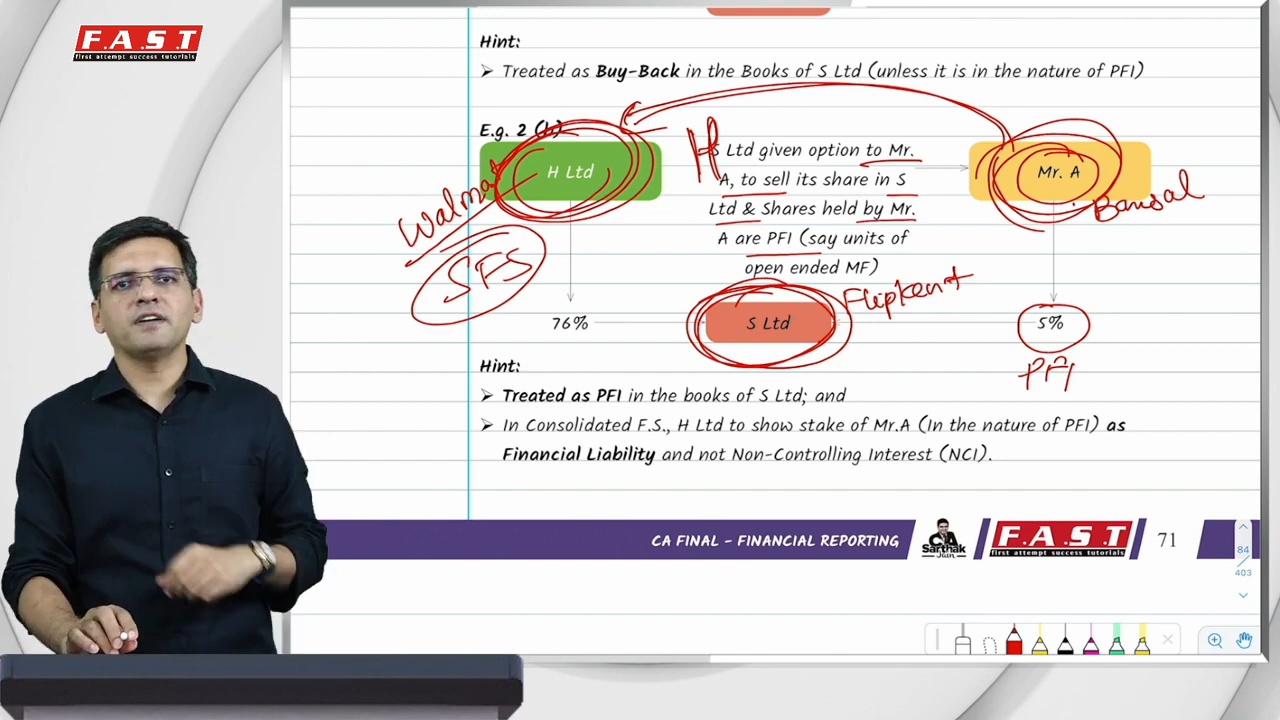 F.A.S.T
first attempt success tutorials
Hint:
➤ Treated as Buy-Back in the Books of S Ltd (unless it is in the nature of PFI)
E.g. 2 (b)
H Ltd
H
S Ltd given option to Mr.
A, to sell its share in S
Ltd & Shares held by Mr.
A are PFI (say units of
open ended MF)
Mr. A
Walmart
Bansal
SFS
Flipkart
76%
S Ltd
5%
PFI
Hint:
➤ Treated as PFI in the books of S Ltd; and
➤ In Consolidated F.S., H Ltd to show stake of Mr.A (In the nature of PFI) as
Financial Liability and not Non-Controlling Interest (NCI).
CA FINAL – FINANCIAL REPORTING
Sarthak
Jain
F.A.S.T
first attempt success tutorials
71
84
403